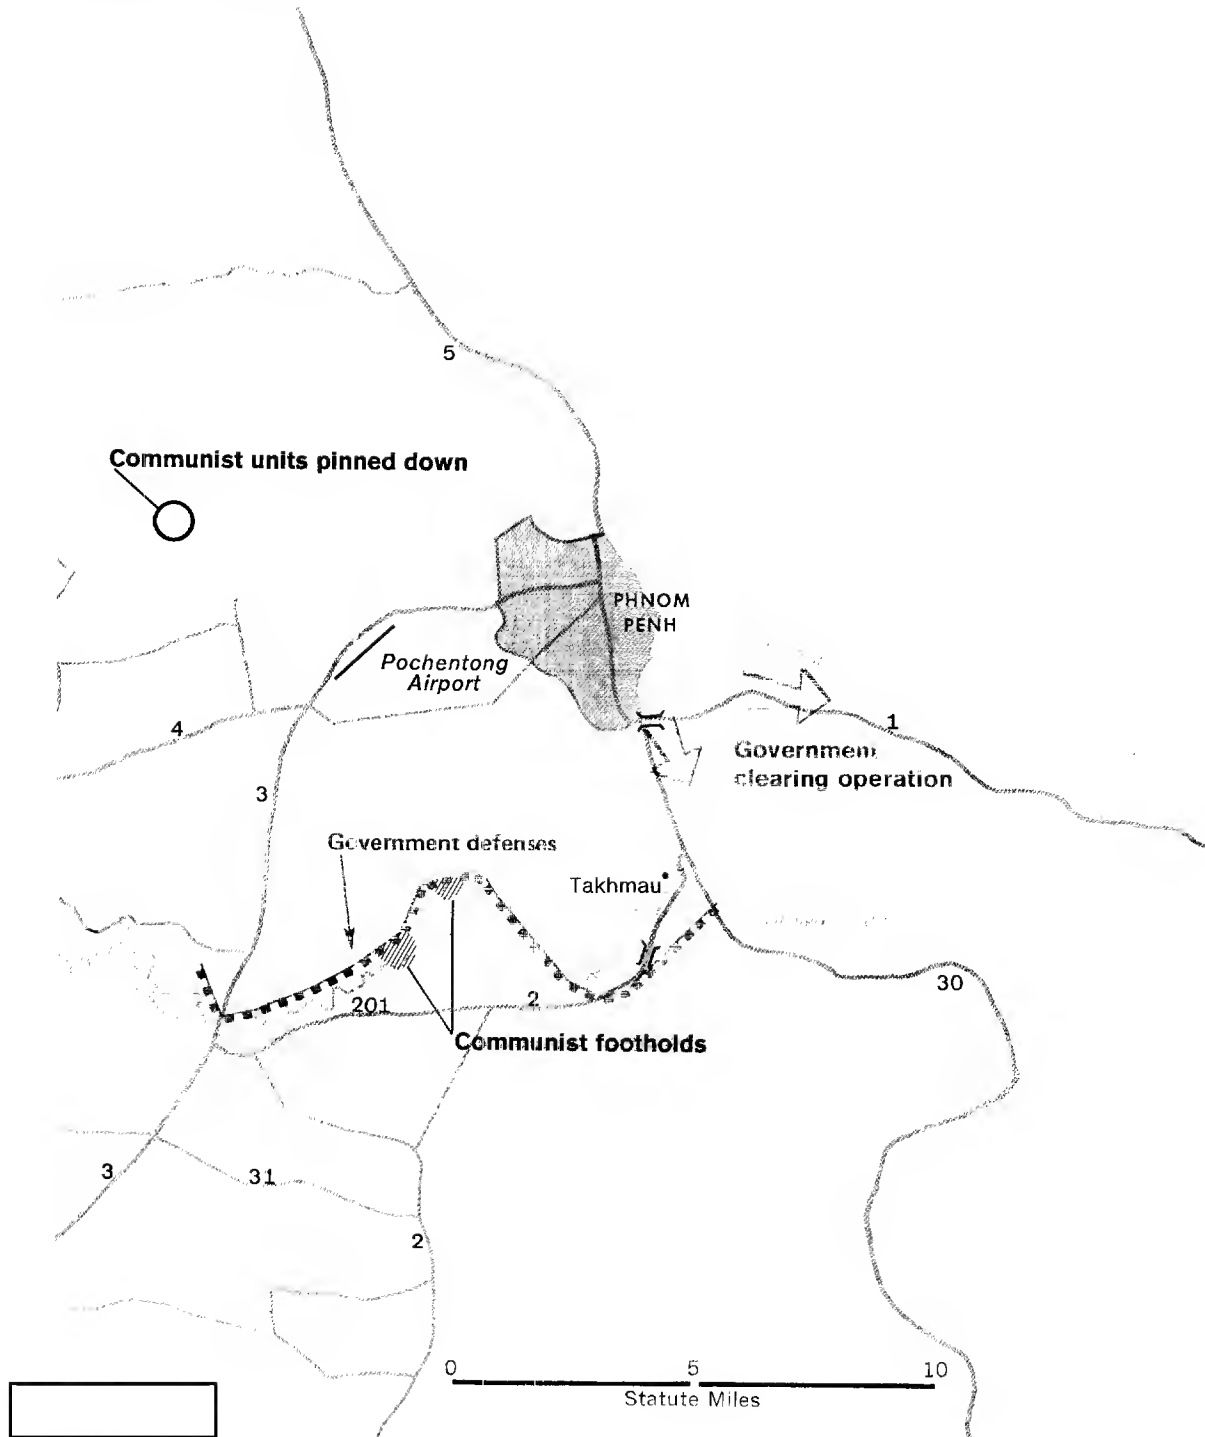 5
Communist units pinned down
PHNOM
PENH
Pochentong
Airport
4
1
Government
clearing operation
3
Government defenses
Takhmau
201
2
30
Communist footholds
3
31
2
0 5 10
Statute Miles